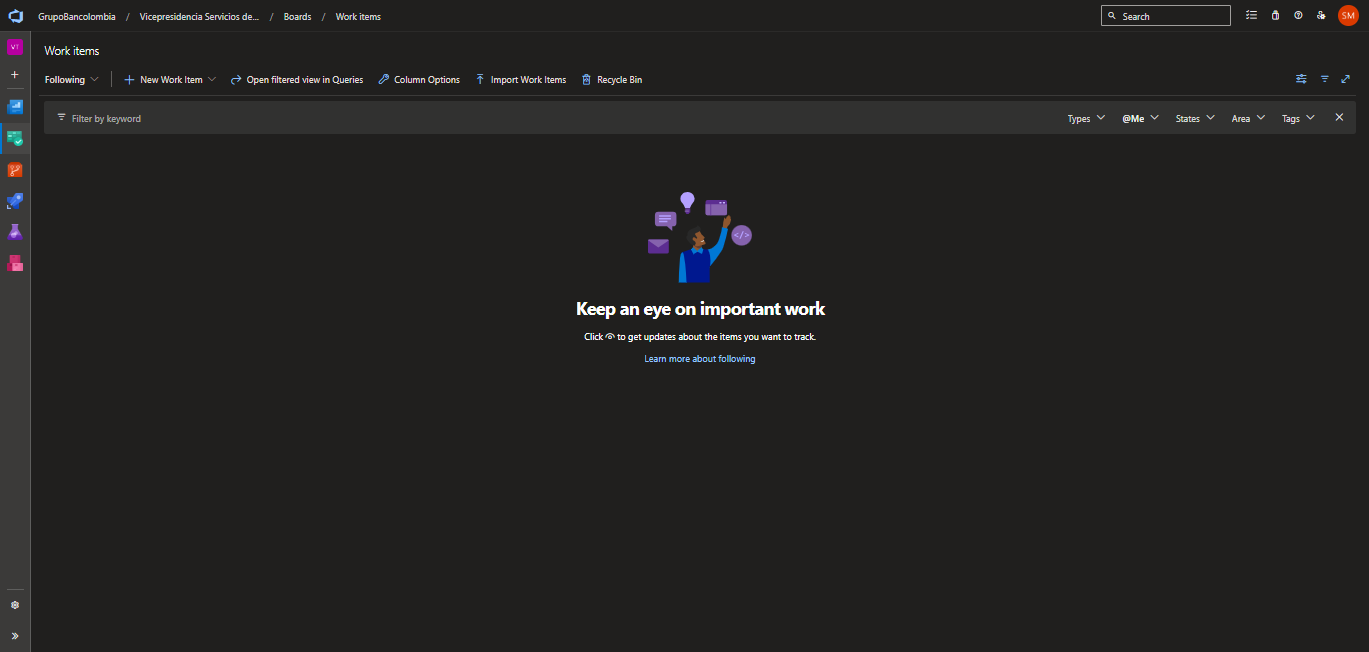 GrupoBancolombia / Vicepresidencia Servicios de... / Boards / Work items
Search
SM
VT
Work items
Following
New Work Item
Open filtered view in Queries
Column Options
Import Work Items
Recycle Bin
Filter by keyword
Types
@Me
States
Area
Tags
</>
Keep an eye on important work
Click to get updates about the items you want to track.
Learn more about following